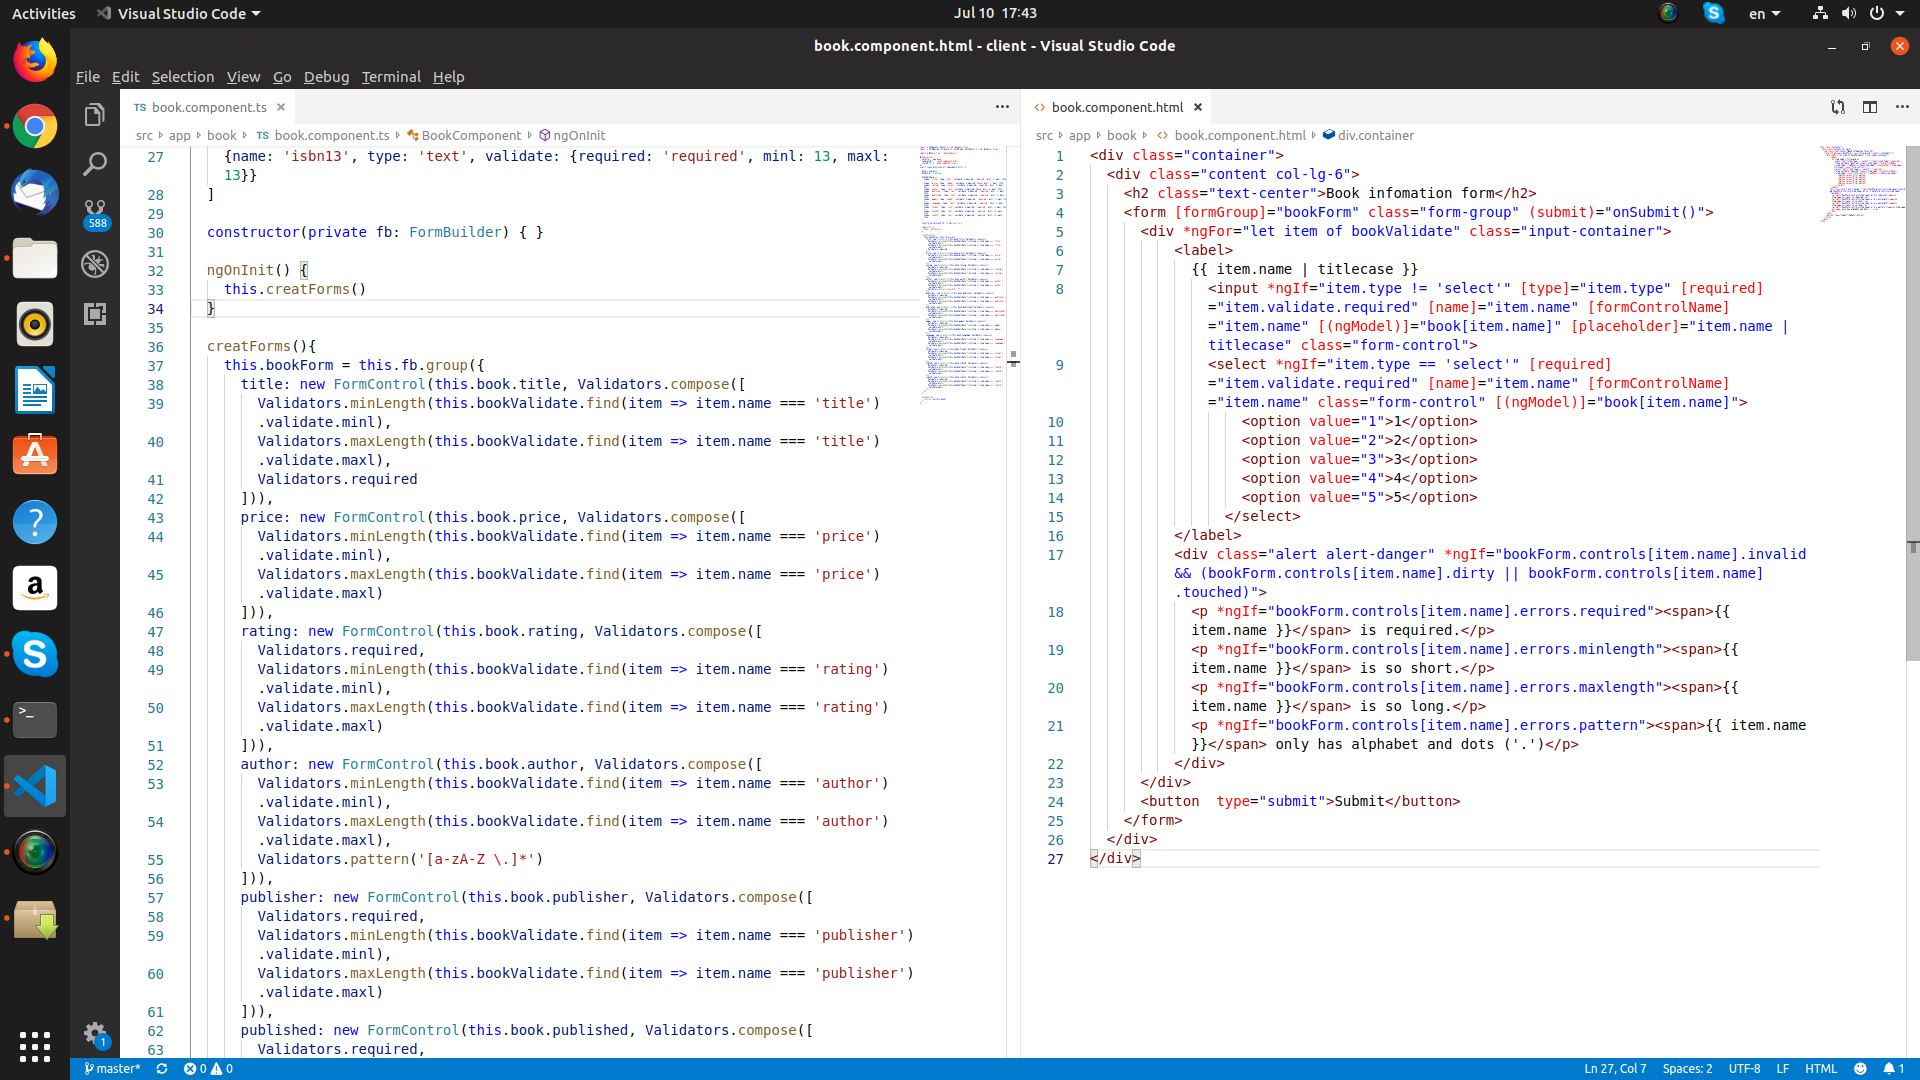 Activities
Visual Studio Code
Jul 10 17:43
en
book.component.html - client - Visual Studio Code
File Edit Selection View Go Debug Terminal Help
TS book.component.ts ×
src › app › book › TS book.component.ts › BookComponent › ngOnInit
27 {name: 'isbn13', type: 'text', validate: {required: 'required', minl: 13, maxl:
13}}
28 ]
29
30 constructor(private fb: FormBuilder) { }
31
32 ngOnInit() {
33 this.creatForms()
34 }
35
36 creatForms(){
37 this.bookForm = this.fb.group({
38 title: new FormControl(this.book.title, Validators.compose([
39 Validators.minLength(this.bookValidate.find(item => item.name === 'title')
.validate.minl),
40 Validators.maxLength(this.bookValidate.find(item => item.name === 'title')
.validate.maxl),
41 Validators.required
42 ])),
43 price: new FormControl(this.book.price, Validators.compose([
44 Validators.minLength(this.bookValidate.find(item => item.name === 'price')
.validate.minl),
45 Validators.maxLength(this.bookValidate.find(item => item.name === 'price')
.validate.maxl)
46 ])),
47 rating: new FormControl(this.book.rating, Validators.compose([
48 Validators.required,
49 Validators.minLength(this.bookValidate.find(item => item.name === 'rating')
.validate.minl),
50 Validators.maxLength(this.bookValidate.find(item => item.name === 'rating')
.validate.maxl)
51 ])),
52 author: new FormControl(this.book.author, Validators.compose([
53 Validators.minLength(this.bookValidate.find(item => item.name === 'author')
.validate.minl),
54 Validators.maxLength(this.bookValidate.find(item => item.name === 'author')
.validate.maxl),
55 Validators.pattern('[a-zA-Z \.]*')
56 ])),
57 publisher: new FormControl(this.book.publisher, Validators.compose([
58 Validators.required,
59 Validators.minLength(this.bookValidate.find(item => item.name === 'publisher')
.validate.minl),
60 Validators.maxLength(this.bookValidate.find(item => item.name === 'publisher')
.validate.maxl)
61 ])),
62 published: new FormControl(this.book.published, Validators.compose([
63 Validators.required,
book.component.html ×
src › app › book › book.component.html › div.container
1 <div class="container">
2 <div class="content col-lg-6">
3 <h2 class="text-center">Book infomation form</h2>
4 <form [formGroup]="bookForm" class="form-group" (submit)="onSubmit()">
5 <div *ngFor="let item of bookValidate" class="input-container">
6 <label>
7 {{ item.name | titlecase }}
8 <input *ngIf="item.type != 'select'" [type]="item.type" [required]
="item.validate.required" [name]="item.name" [formControlName]
="item.name" [(ngModel)]="book[item.name]" [placeholder]="item.name |
titlecase" class="form-control">
9 <select *ngIf="item.type == 'select'" [required]
="item.validate.required" [name]="item.name" [formControlName]
="item.name" class="form-control" [(ngModel)]="book[item.name]">
10 <option value="1">1</option>
11 <option value="2">2</option>
12 <option value="3">3</option>
13 <option value="4">4</option>
14 <option value="5">5</option>
15 </select>
16 </label>
17 <div class="alert alert-danger" *ngIf="bookForm.controls[item.name].invalid
&& (bookForm.controls[item.name].dirty || bookForm.controls[item.name]
.touched)">
18 <p *ngIf="bookForm.controls[item.name].errors.required"><span>{{
item.name }}</span> is required.</p>
19 <p *ngIf="bookForm.controls[item.name].errors.minlength"><span>{{
item.name }}</span> is so short.</p>
20 <p *ngIf="bookForm.controls[item.name].errors.maxlength"><span>{{
item.name }}</span> is so long.</p>
21 <p *ngIf="bookForm.controls[item.name].errors.pattern"><span>{{ item.name
}}</span> only has alphabet and dots ('.')</p>
22 </div>
23 </div>
24 <button  type="submit">Submit</button>
25 </form>
26 </div>
27 </div>
588
1
master* 0 0
Ln 27, Col 7 Spaces: 2 UTF-8 LF HTML 1